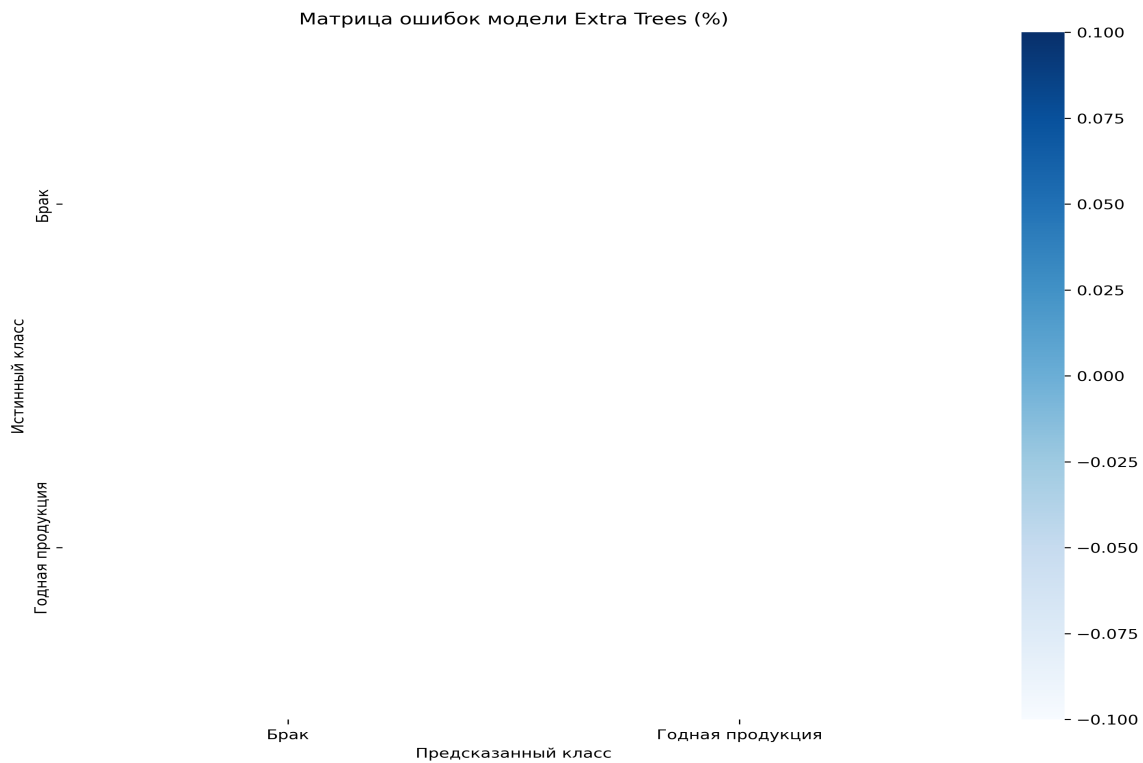 Матрица ошибок модели Extra Trees (%)
Истинный класс
Брак
Годная продукция
Брак
Годная продукция
Предсказанный класс
0.100
0.075
0.050
0.025
0.000
−0.025
−0.050
−0.075
−0.100